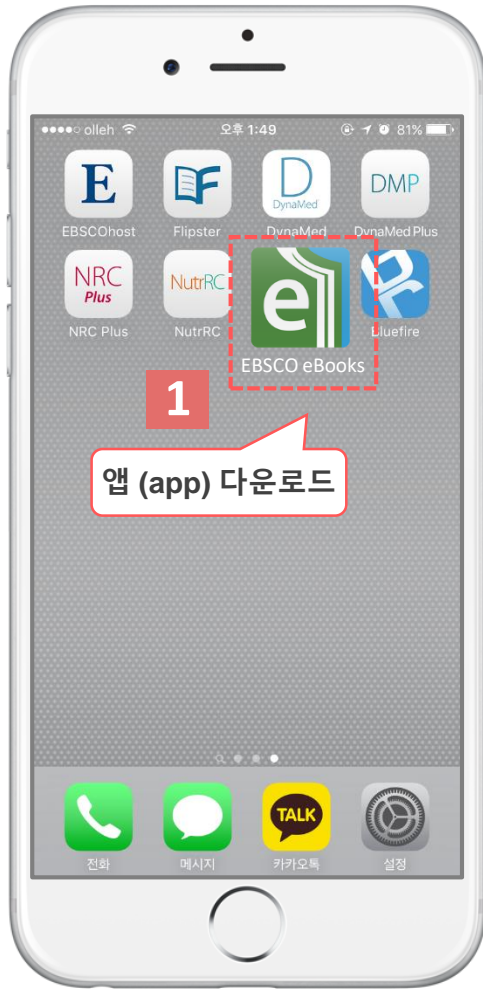 olleh 오후 1:49 81%
E
DynaMed
DMP
EBSCOhost Flipster DynaMed DynaMed Plus
NRC
Plus
NutrRC
e
NRC Plus NutrRC Bluefire
EBSCO eBooks
1
앱 (app) 다운로드
TALK
전화 메시지 카카오톡 설정